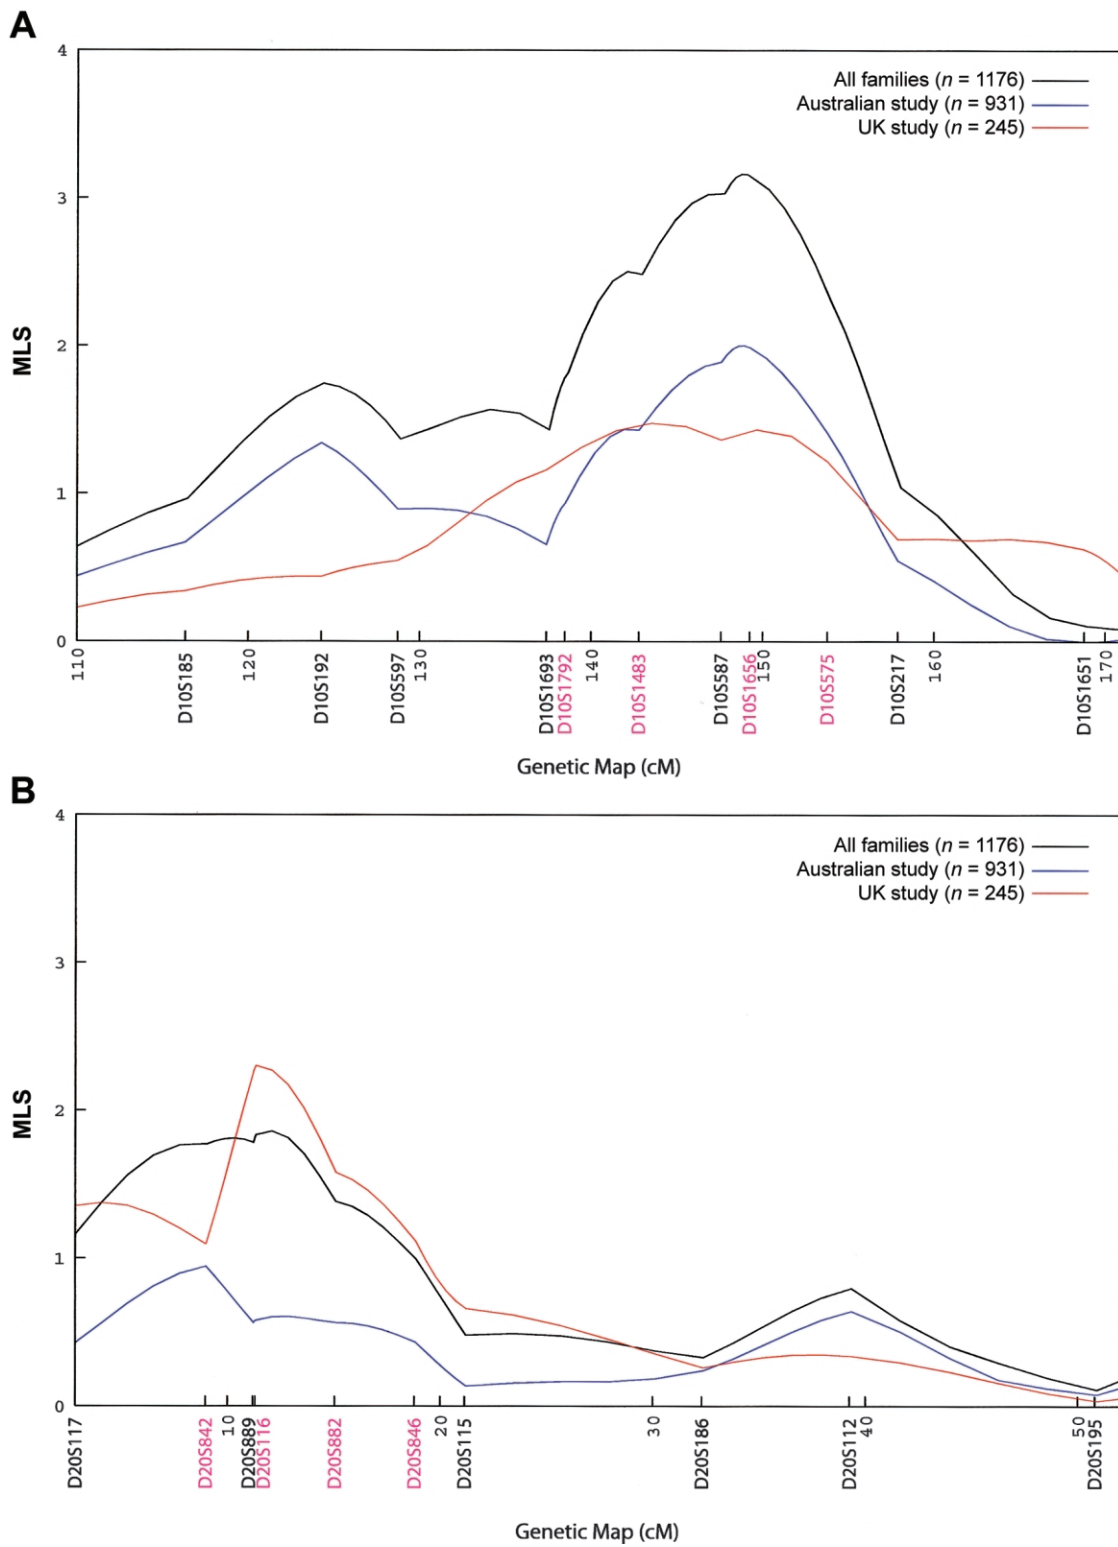 A
4
All families (n = 1176)
Australian study (n = 931)
UK study (n = 245)
3
MLS
2
1
0
110
D10S185
120
D10S192
D10S597
130
D10S1693
D10S1792
140
D10S1483
D10S587
D10S1656
150
D10S575
D10S217
160
D10S1651
170
Genetic Map (cM)
B
4
All families (n = 1176)
Australian study (n = 931)
UK study (n = 245)
3
MLS
2
1
0
D20S117
D20S842
10
D20S889
D20S116
D20S882
D20S846
20
D20S115
30
D20S186
D20S112
40
50
D20S195
Genetic Map (cM)